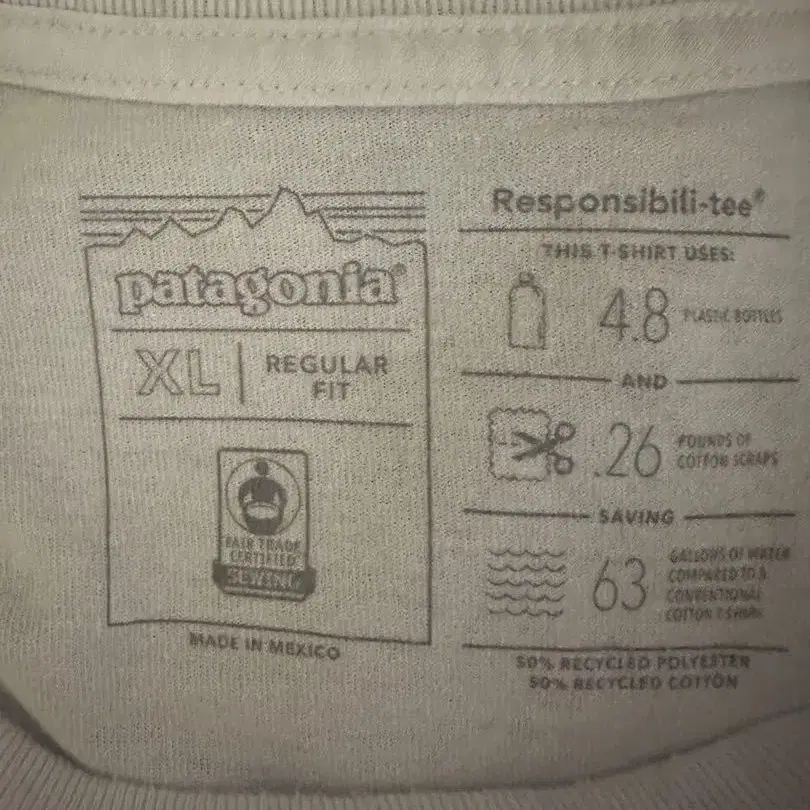 patagonia®
XL
REGULAR
FIT
FAIR TRADE
CERTIFIED
SEWING
MADE IN MEXICO
Responsibili-tee®
THIS T-SHIRT USES:
4.8 PLASTIC BOTTLES
AND
.26 POUNDS OF
COTTON SCRAPS
SAVING
63 GALLONS OF WATER
COMPARED TO A
CONVENTIONAL
COTTON T-SHIRT
50% RECYCLED POLYESTER
50% RECYCLED COTTON